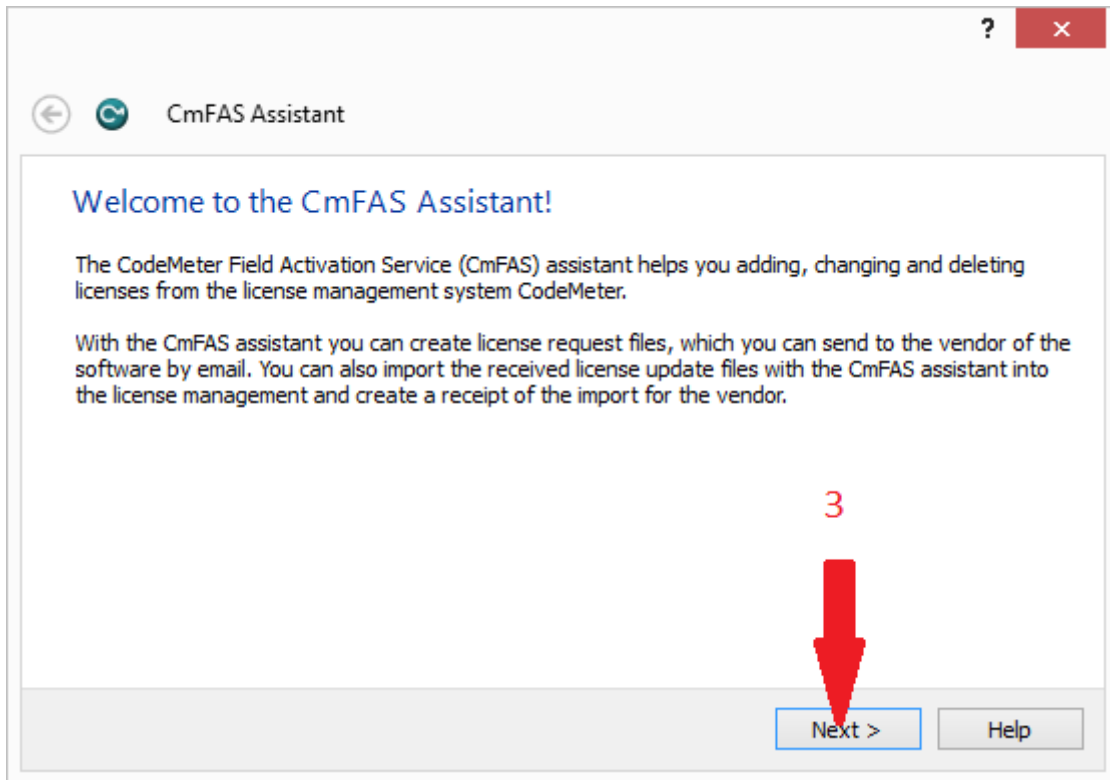 ?
CmFAS Assistant
Welcome to the CmFAS Assistant!
The CodeMeter Field Activation Service (CmFAS) assistant helps you adding, changing and deleting
licenses from the license management system CodeMeter.
With the CmFAS assistant you can create license request files, which you can send to the vendor of the
software by email. You can also import the received license update files with the CmFAS assistant into
the license management and create a receipt of the import for the vendor.
3
Next >
Help